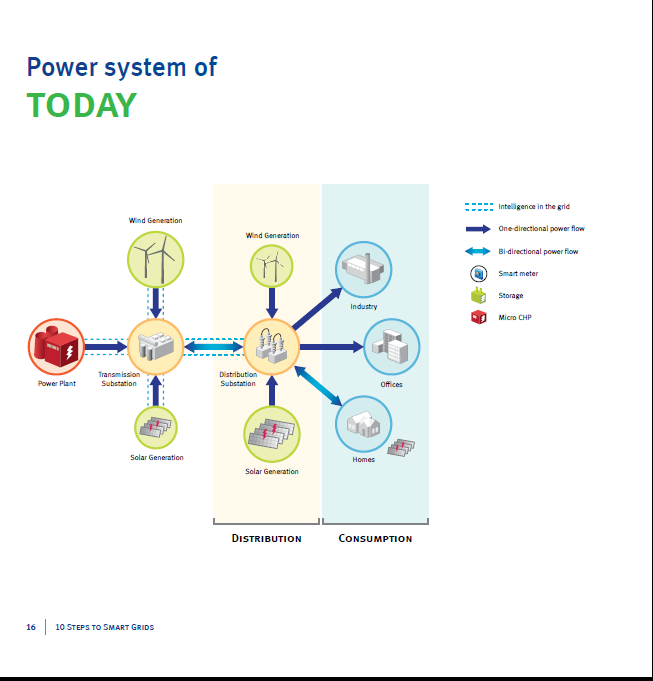 Power system of
TODAY
Wind Generation
Wind Generation
Industry
Power Plant
Transmission
Substation
Distribution
Substation
Offices
Solar Generation
Solar Generation
Homes
Intelligence in the grid
One-directional power flow
Bi-directional power flow
Smart meter
Storage
Micro CHP
Distribution
Consumption
16
10 Steps to Smart Grids